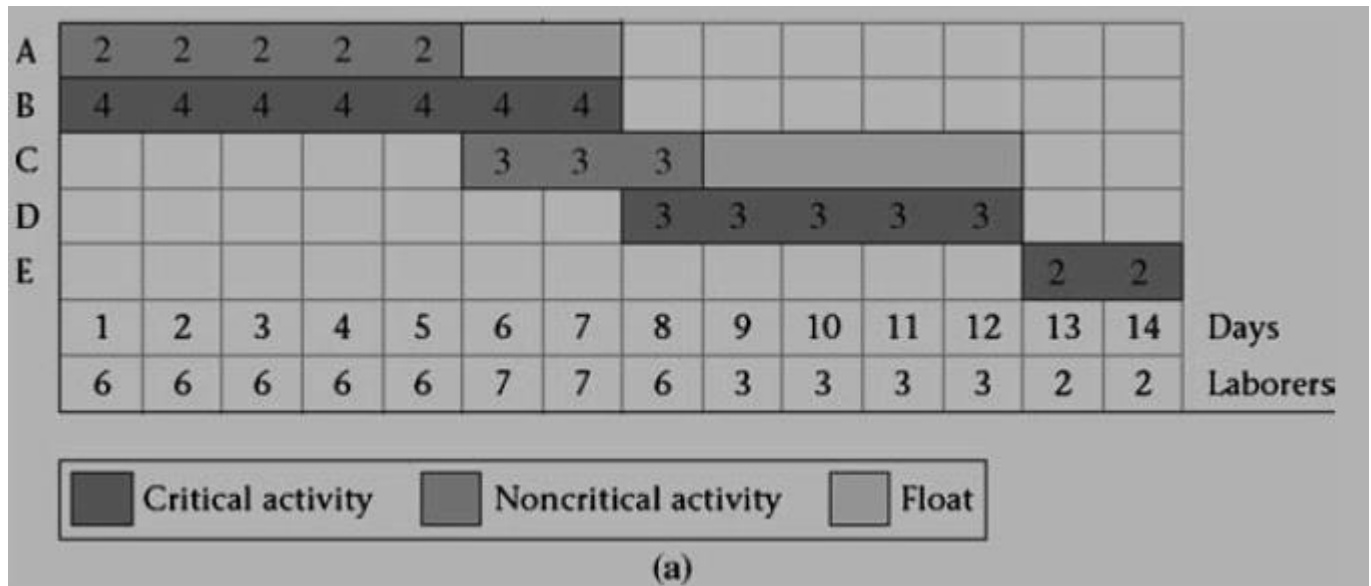 A 2 2 2 2 2
B 4 4 4 4 4 4 4
C 3 3 3
D 3 3 3 3 3
E 2 2
1 2 3 4 5 6 7 8 9 10 11 12 13 14 Days
6 6 6 6 6 7 7 6 3 3 3 3 2 2 Laborers
Critical activity Noncritical activity Float
(a)